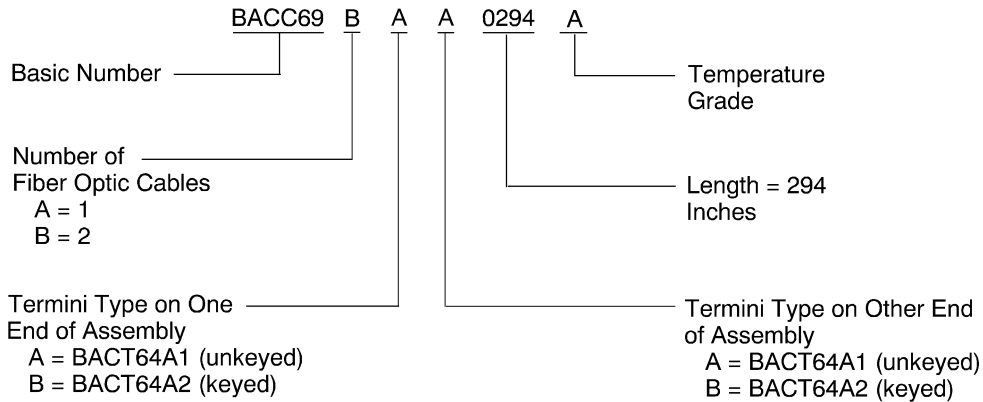 BACC69 B A A 0294 A
Basic Number
Temperature
Grade
Number of
Fiber Optic Cables
A = 1
B = 2
Length = 294
Inches
Termini Type on One
End of Assembly
A = BACT64A1 (unkeyed)
B = BACT64A2 (keyed)
Termini Type on Other End
of Assembly
A = BACT64A1 (unkeyed)
B = BACT64A2 (keyed)